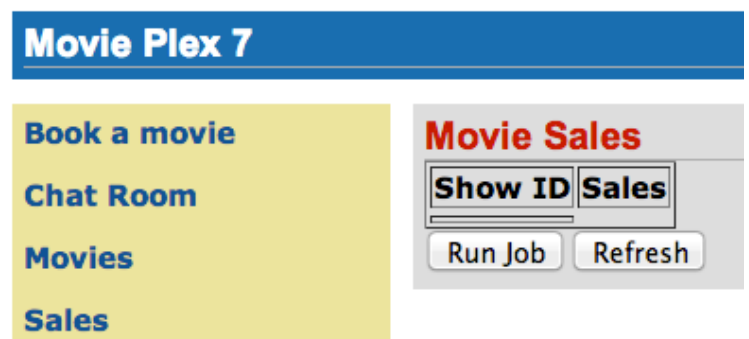 Movie Plex 7
Book a movie
Chat Room
Movies
Sales
Movie Sales
Show ID Sales
Run Job Refresh